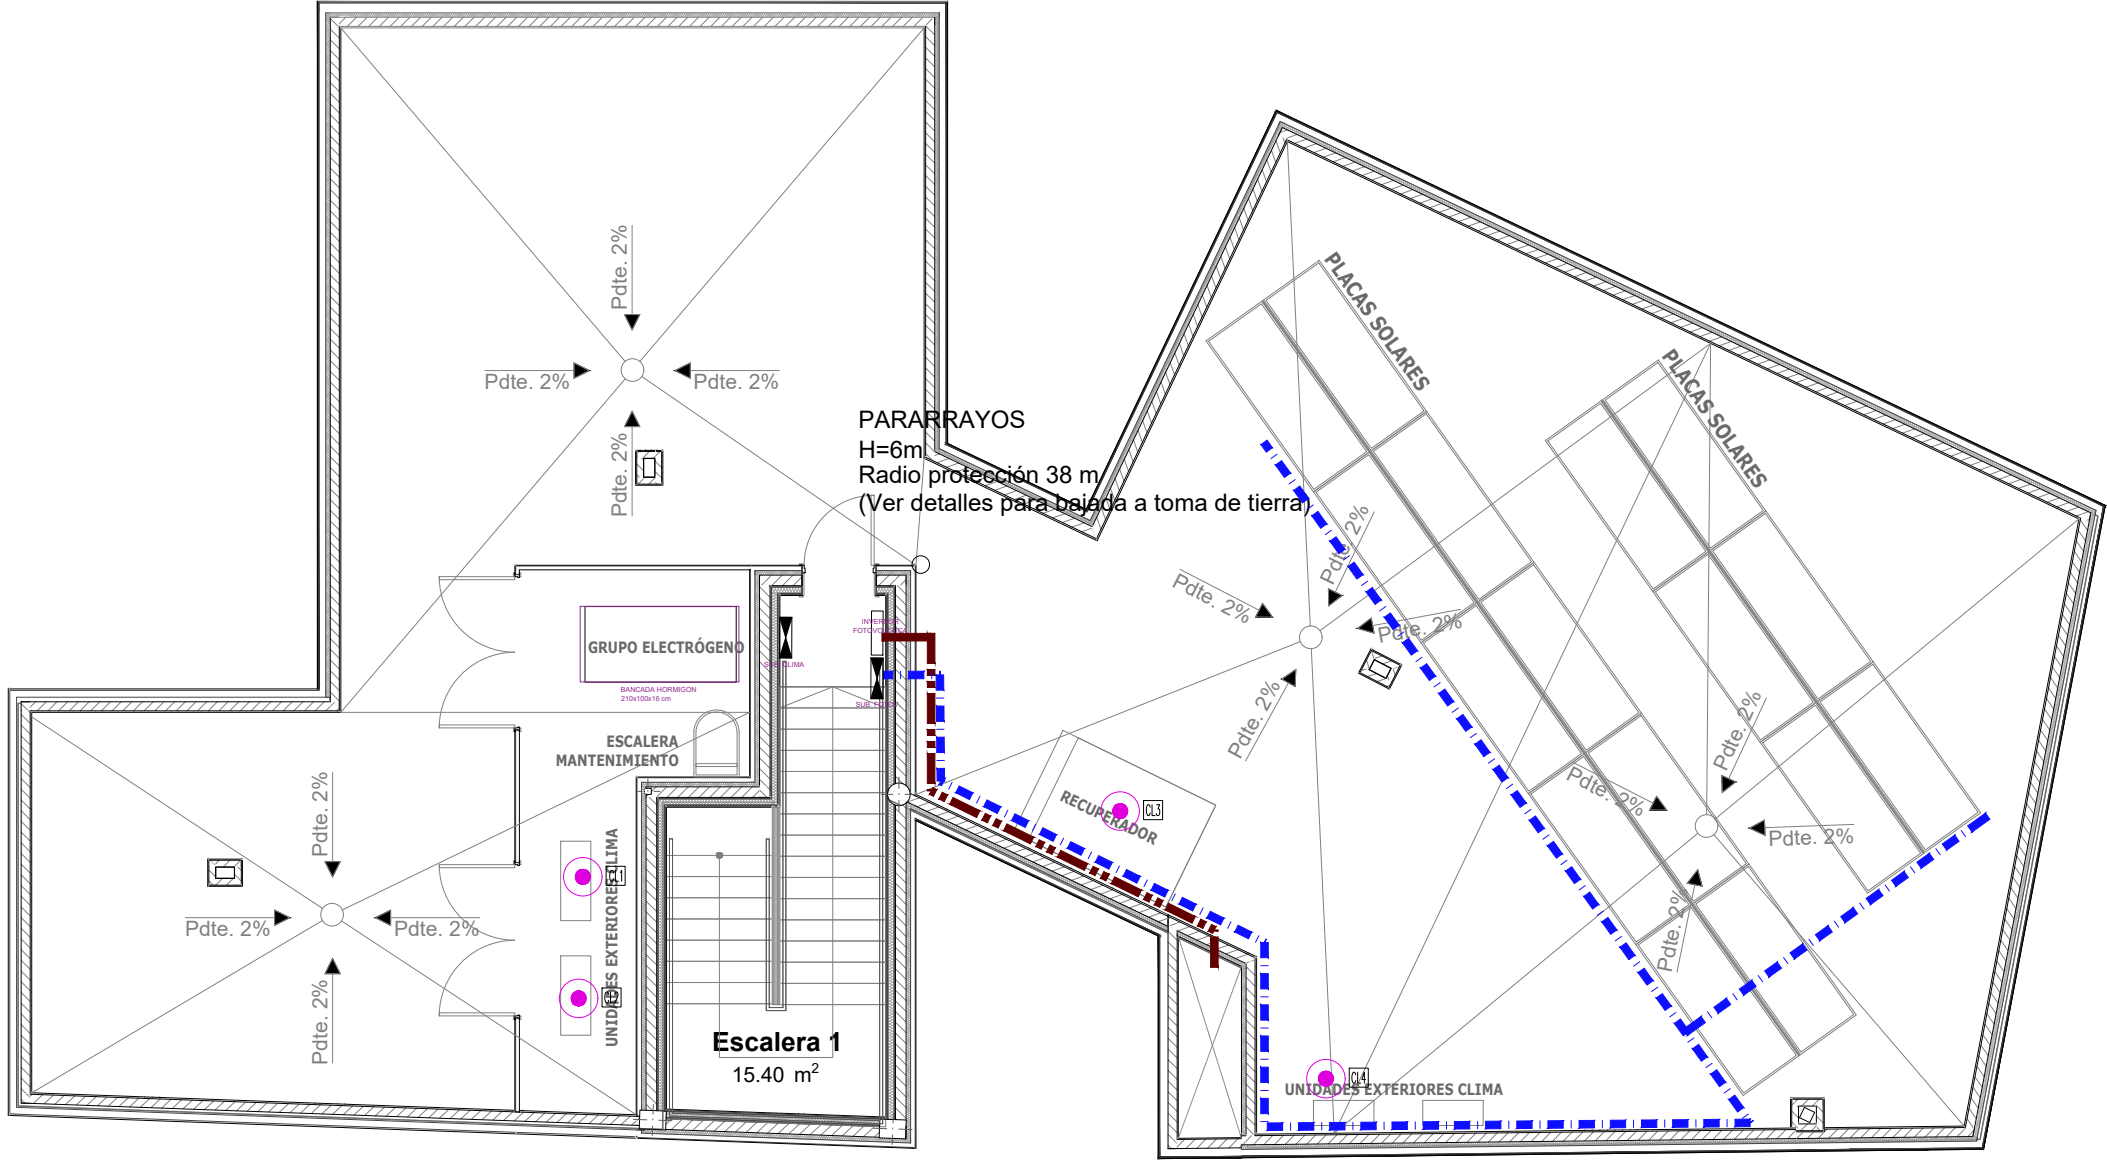 Pdte. 2%
Pdte. 2%
Pdte. 2%
Pdte. 2%
PARARRAYOS
H=6m
Radio protección 38 m
(Ver detalles para bajada a toma de tierra)
PLACAS SOLARES
PLACAS SOLARES
Pdte. 2%
Pdte. 2%
Pdte. 2%
Pdte. 2%
GRUPO ELECTRÓGENO
BANCADA HORMIGON
210x100x16 cm
SUB. CLIMA
ESCALERA
MANTENIMIENTO
RECUPERADOR
CL3
Pdte. 2%
Pdte. 2%
Pdte. 2%
Pdte. 2%
Pdte. 2%
Pdte. 2%
Pdte. 2%
Pdte. 2%
UNIDADES EXTERIORES CLIMA
Escalera 1
15.40 m²
CL4
UNIDADES EXTERIORES CLIMA